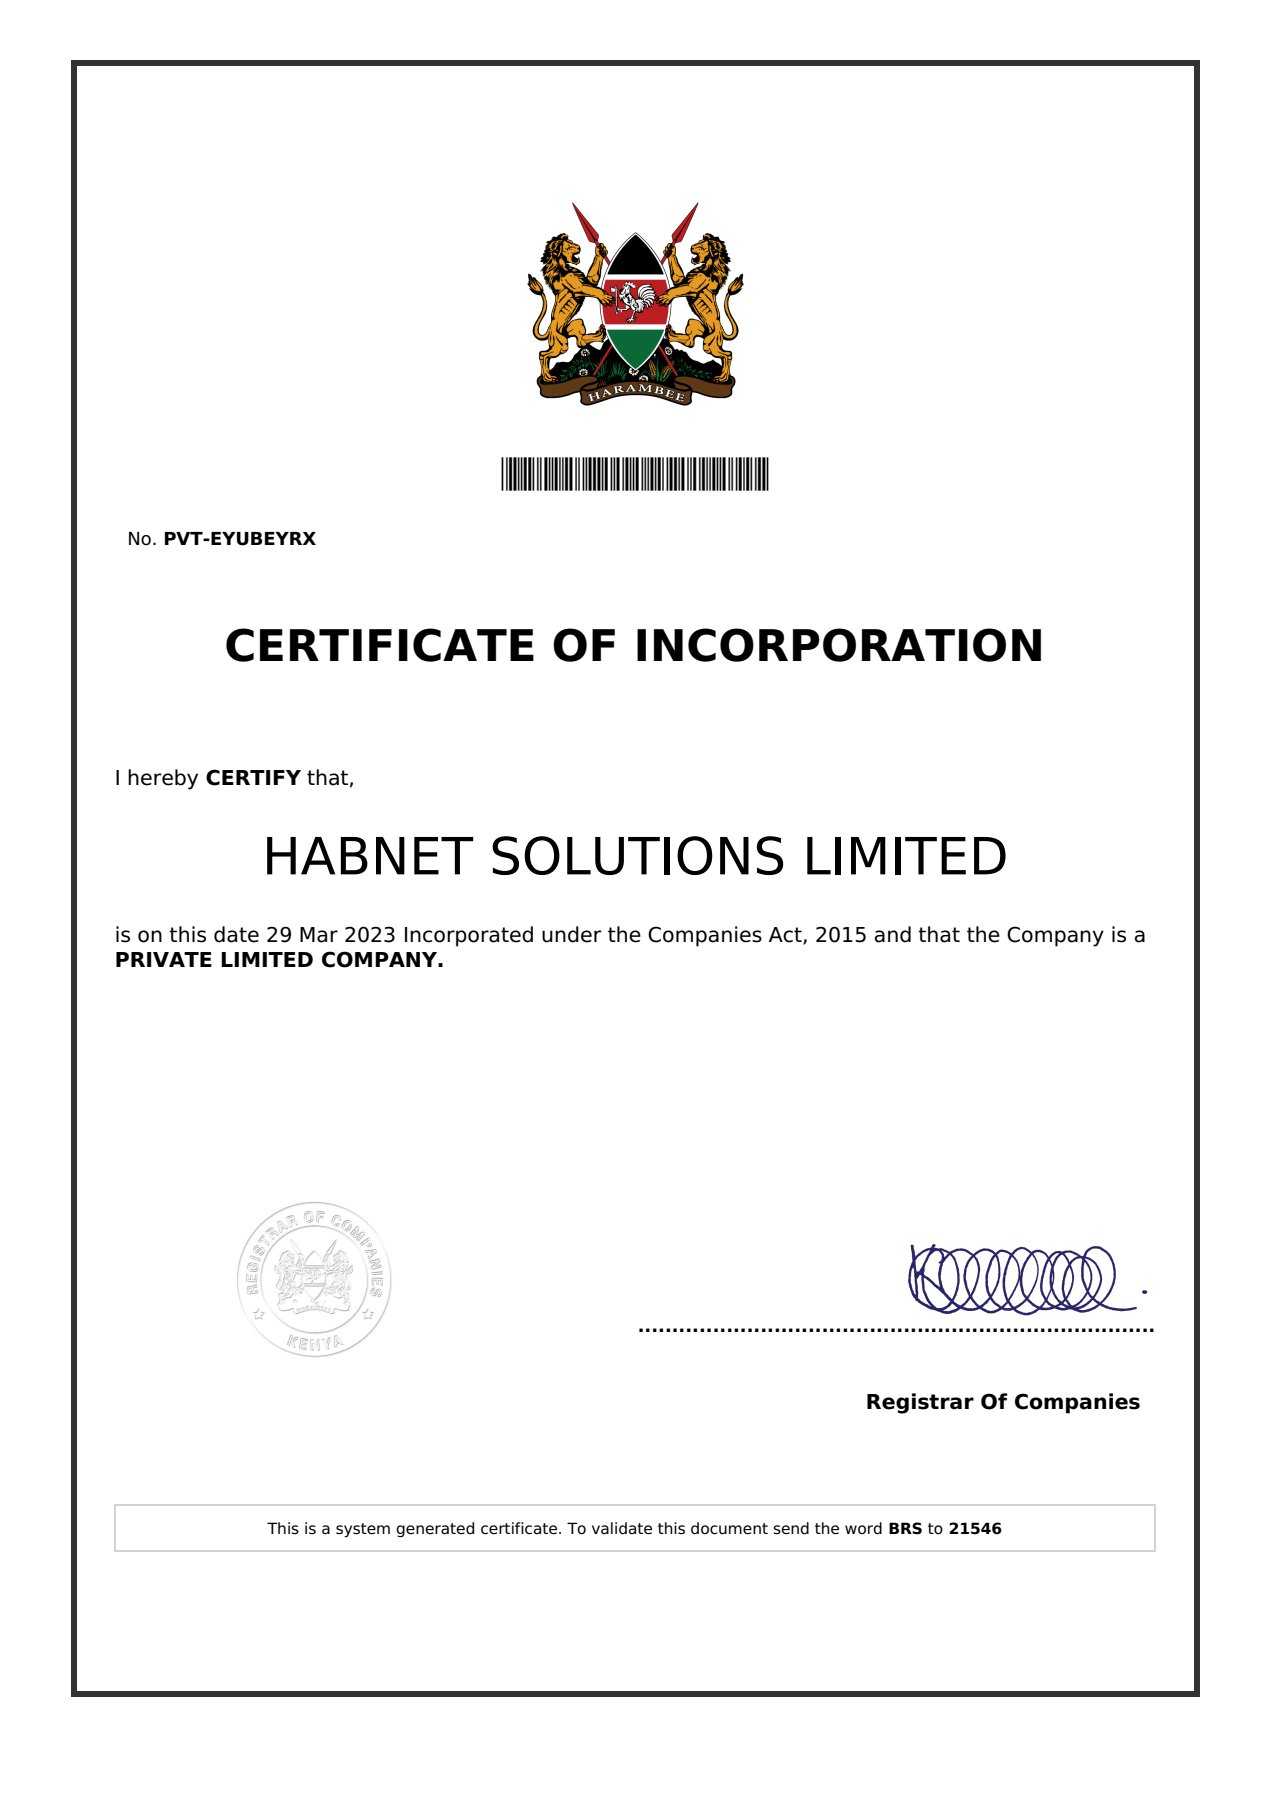 HARAMBEE
No. PVT-EYUBEYRX
CERTIFICATE OF INCORPORATION
I hereby CERTIFY that,
HABNET SOLUTIONS LIMITED
is on this date 29 Mar 2023 Incorporated under the Companies Act, 2015 and that the Company is a
PRIVATE LIMITED COMPANY.
REGISTRAR OF COMPANIES
KENYA
Registrar Of Companies
This is a system generated certificate. To validate this document send the word BRS to 21546